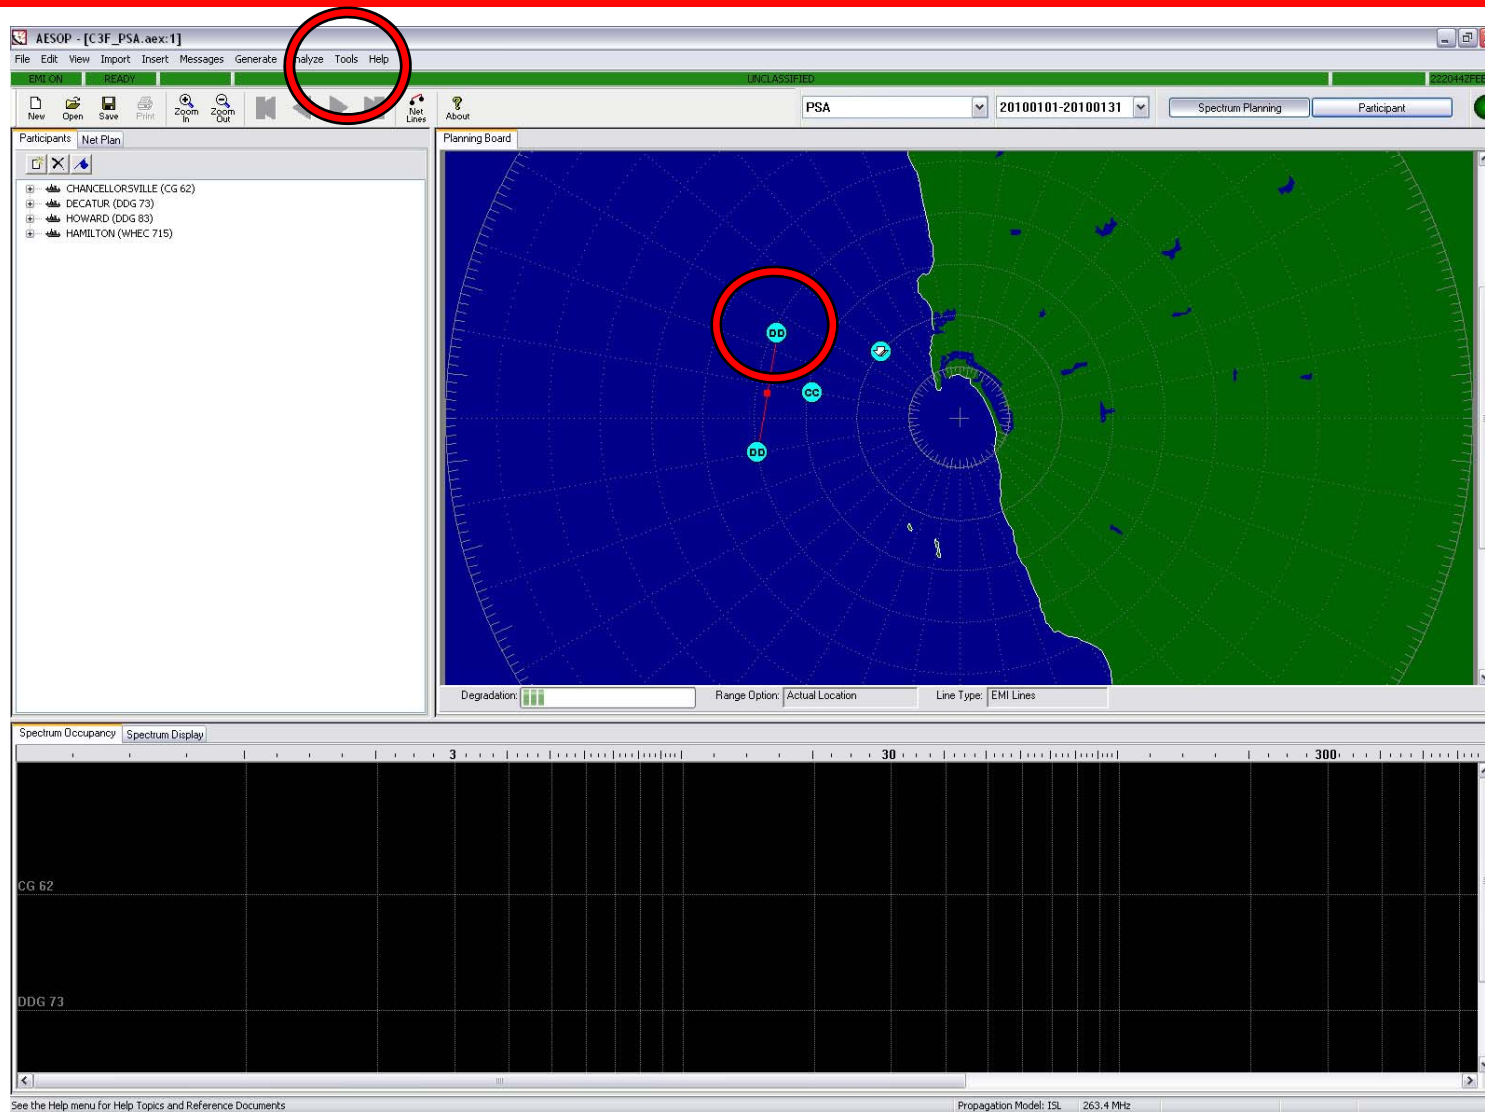 AESOP - [C3F_PSA.aex:1]
File Edit View Import Insert Messages Generate Analyze Tools Help
EMI ON READY UNCLASSIFIED 222044ZFEB
New Open Save Print Zoom In Zoom Out Net Lines About PSA 20100101-20100131 Spectrum Planning Participant
Participants Net Plan
Planning Board
CHANCELLORSVILLE (CG 62)
DECATUR (DDG 73)
HOWARD (DDG 83)
HAMILTON (WHEC 715)
DD
CC
DD
Degradation: Range Option: Actual Location Line Type: EMI Lines
Spectrum Occupancy Spectrum Display
3 30 300
CG 62
DDG 73
See the Help menu for Help Topics and Reference Documents Propagation Model: ISL 263.4 MHz